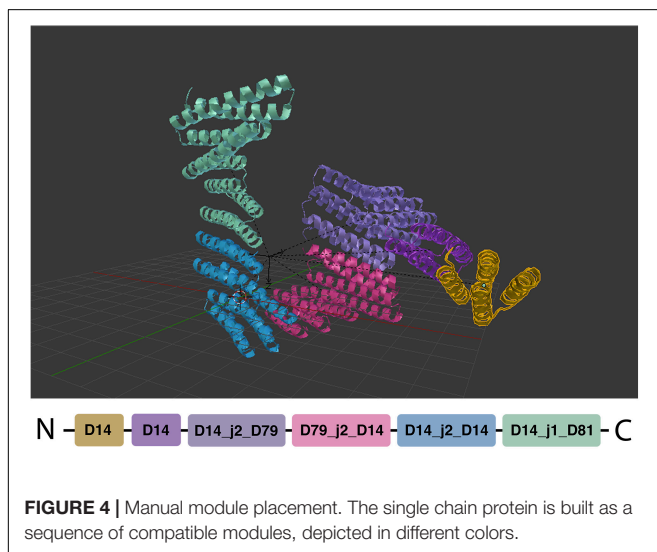 N D14 D14 D14_j2_D79 D79_j2_D14 D14_j2_D14 D14_j1_D81 C
FIGURE 4 | Manual module placement. The single chain protein is built as a
sequence of compatible modules, depicted in different colors.